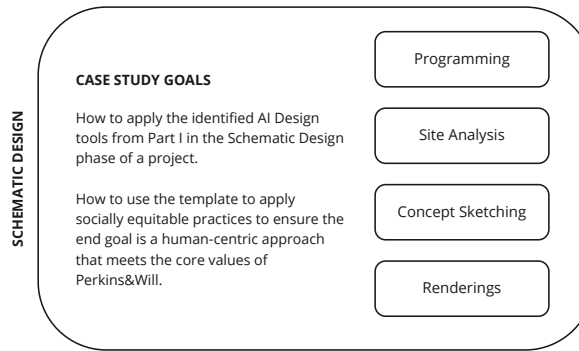 SCHEMATIC DESIGN
CASE STUDY GOALS
How to apply the identified AI Design
tools from Part I in the Schematic Design
phase of a project.
How to use the template to apply
socially equitable practices to ensure the
end goal is a human-centric approach
that meets the core values of
Perkins&Will.
Programming
Site Analysis
Concept Sketching
Renderings